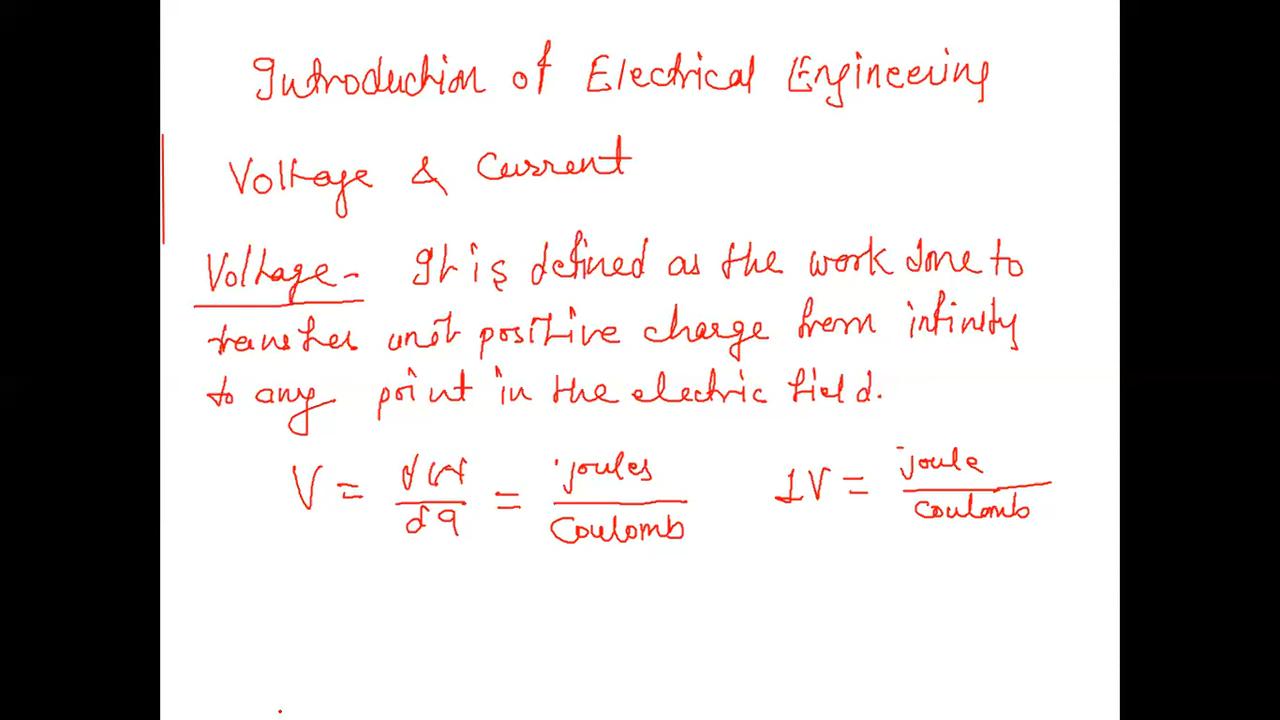 Introduction of Electrical Engineering
Voltage & Current
Voltage - It is defined as the work done to
transfer unit positive charge from infinity
to any point in the electric field.
V = dW/dq = joules/Coulomb 1V = joule/coulomb